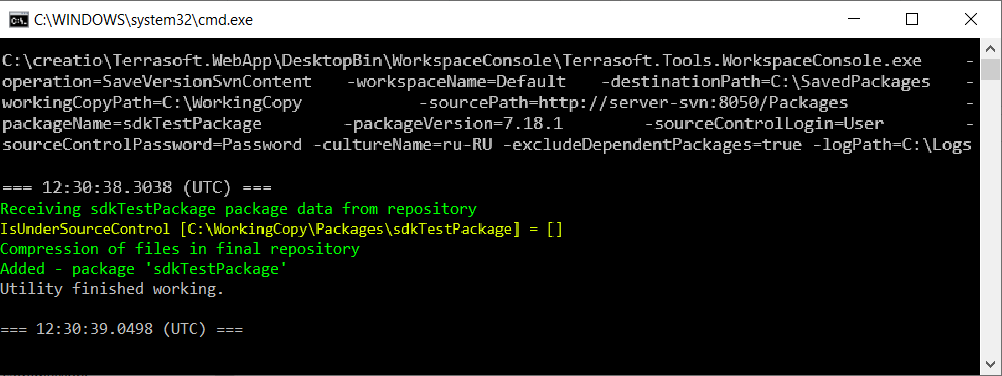 C:\WINDOWS\system32\cmd.exe
C:\creatio\Terrasoft.WebApp\DesktopBin\WorkspaceConsole\Terrasoft.Tools.WorkspaceConsole.exe -
operation=SaveVersionSvnContent -workspaceName=Default -destinationPath=C:\SavedPackages -
workingCopyPath=C:\WorkingCopy -sourcePath=http://server-svn:8050/Packages -
packageName=sdkTestPackage -packageVersion=7.18.1 -sourceControlLogin=User -
sourceControlPassword=Password -cultureName=ru-RU -excludeDependentPackages=true -logPath=C:\Logs
=== 12:30:38.3038 (UTC) ===
Receiving sdkTestPackage package data from repository
IsUnderSourceControl [C:\WorkingCopy\Packages\sdkTestPackage] = []
Compression of files in final repository
Added - package 'sdkTestPackage'
Utility finished working.
=== 12:30:39.0498 (UTC) ===